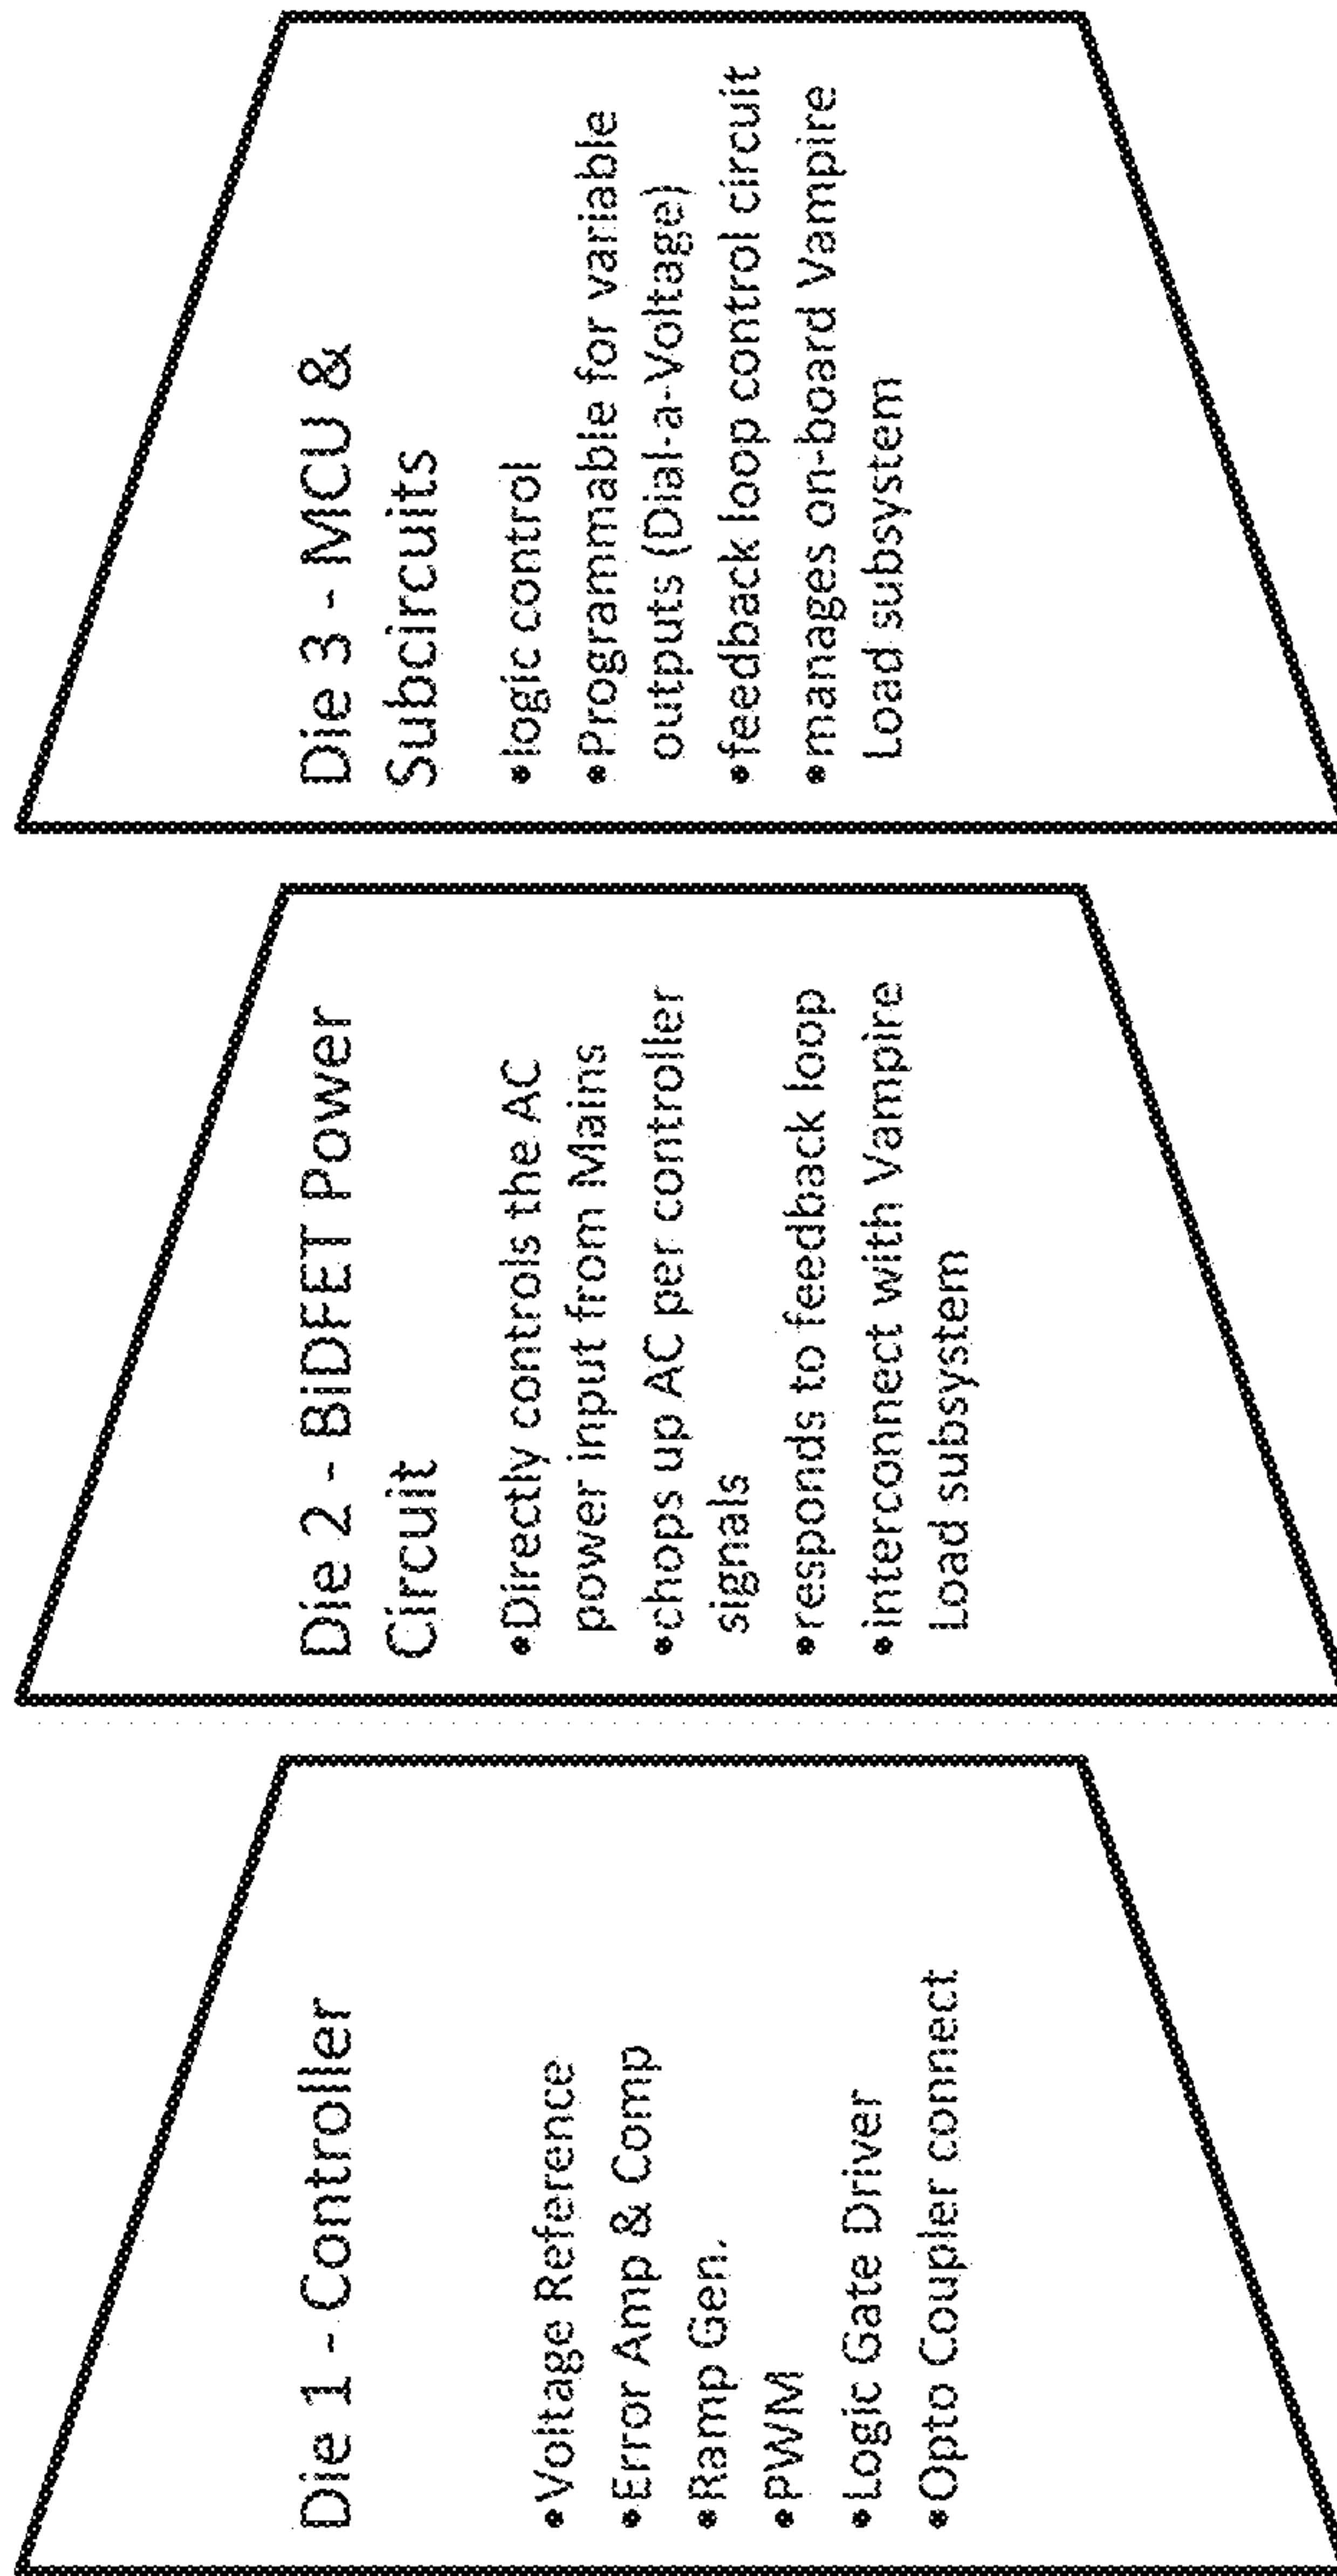 Die 1 - Controller
•Voltage Reference
•Error Amp & Comp
•Ramp Gen.
•PWM
•Logic Gate Driver
•Opto Coupler connect
Die 2 - BiDFET Power
Circuit
•Directly controls the AC
power input from Mains
•chops up AC per controller
signals
•responds to feedback loop
•interconnect with Vampire
Load subsystem
Die 3 - MCU &
Subcircuits
•logic control
•Programmable for variable
outputs (Dial-a-Voltage)
•feedback loop control circuit
•manages on-board Vampire
Load subsystem